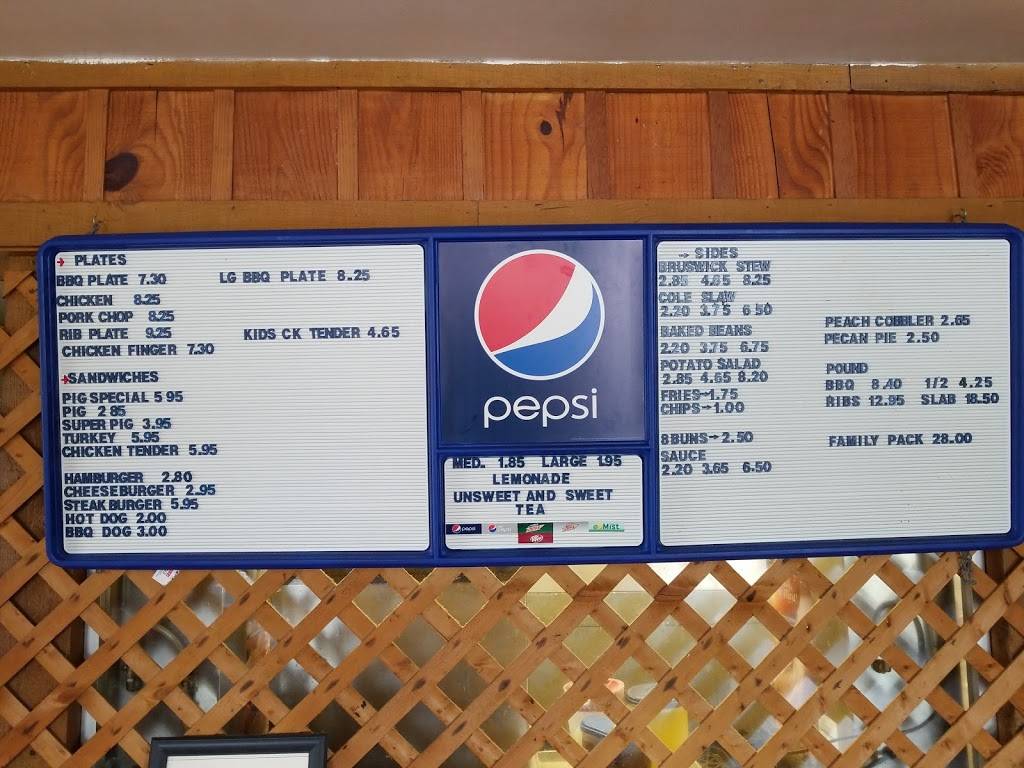 PLATES
BBQ PLATE 7.30 LG BBQ PLATE 8.25
CHICKEN 8.25
PORK CHOP 8.25
RIB PLATE 9.25 KIDS CK TENDER 4.65
CHICKEN FINGER 7.30
SANDWICHES
PIG SPECIAL 5 95
PIG 2 85
SUPER PIG 3.95
TURKEY 5.95
CHICKEN TENDER 5.95
HAMBURGER 2.80
CHEESEBURGER 2.95
STEAK BURGER 5.95
HOT DOG 2.00
BBQ DOG 3.00
pepsi
MED. 1.85 LARGE 1.95
LEMONADE
UNSWEET AND SWEET
TEA
pepsi
Mist
→ SIDES
BRUSWICK STEW
2.85 4.65 8.25
COLE SLAW
2.20 3.75 6 50
BAKED BEANS
2.20 3.75 6.75
POTATO SALAD
2.85 4.65 8.20
FRIES→1.75
CHIPS→1.00
8 BUNS→2.50
SAUCE
2.20 3.65 6.50
PEACH COBBLER 2.65
PECAN PIE 2.50
POUND
BBQ 8.40 1/2 4.25
RIBS 12.95 SLAB 18.50
FAMILY PACK 28.00